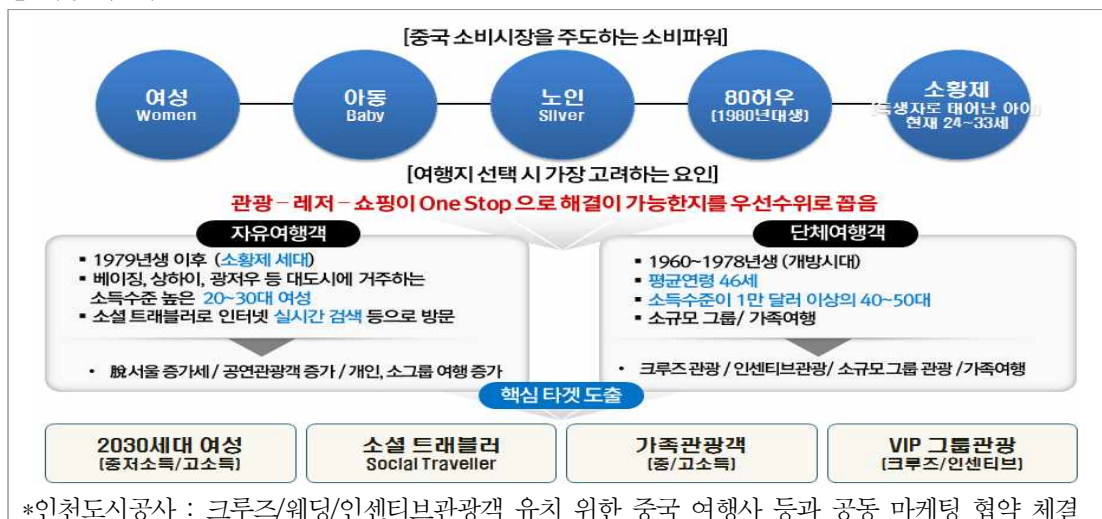 [중국 소비시장을 주도하는 소비파워]
여성
Women
아동
Baby
노인
Silver
80허우
(1980년대생)
소황제
독생자로 태어난 아이
현재 24~33세
[여행지 선택 시 가장 고려하는 요인]
관광 – 레저 – 쇼핑이 One Stop 으로 해결이 가능한지를 우선수위로 꼽음
자유여행객
▪ 1979년생 이후 (소황제 세대)
▪ 베이징, 상하이, 광저우 등 대도시에 거주하는
소득수준 높은 20~30대 여성
▪ 소셜 트래블러로 인터넷 실시간 검색 등으로 방문
• 脫서울 증가세 / 공연관광객 증가 / 개인, 소그룹 여행 증가
단체여행객
▪ 1960~1978년생 (개방시대)
▪ 평균연령 46세
▪ 소득수준이 1만 달러 이상의 40~50대
▪ 소규모 그룹/ 가족여행
• 크루즈 관광 / 인센티브관광/ 소규모 그룹 관광 /가족여행
핵심 타겟 도출
2030세대 여성
(중저소득/고소득)
소셜 트래블러
Social Traveller
가족관광객
(중/고소득)
VIP 그룹관광
(크루즈/인센티브)
*인천도시공사 : 크루즈/웨딩/인센티브관광객 유치 위한 중국 여행사 등과 공동 마케팅 협약 체결